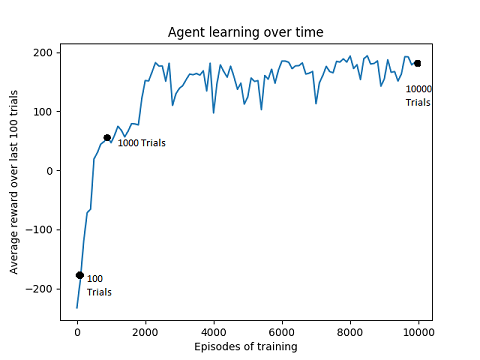 Agent learning over time
Average reward over last 100 trials
200
100
0
−100
−200
100
Trials
1000 Trials
10000
Trials
0
2000
4000
6000
8000
10000
Episodes of training